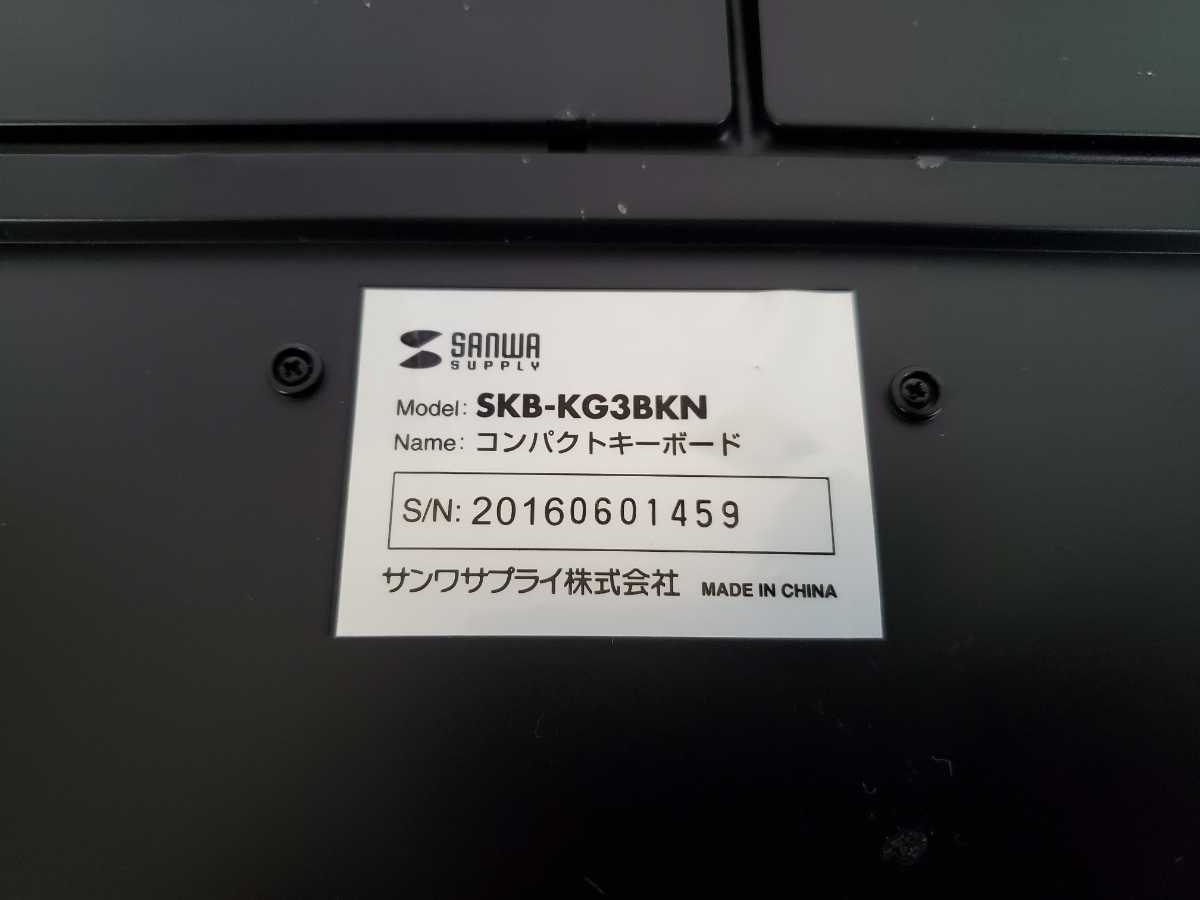 SANWA
SUPPLY
Model: SKB-KG3BKN
Name: コンパクトキーボード
S/N: 20160601459
サンワサプライ株式会社 MADE IN CHINA